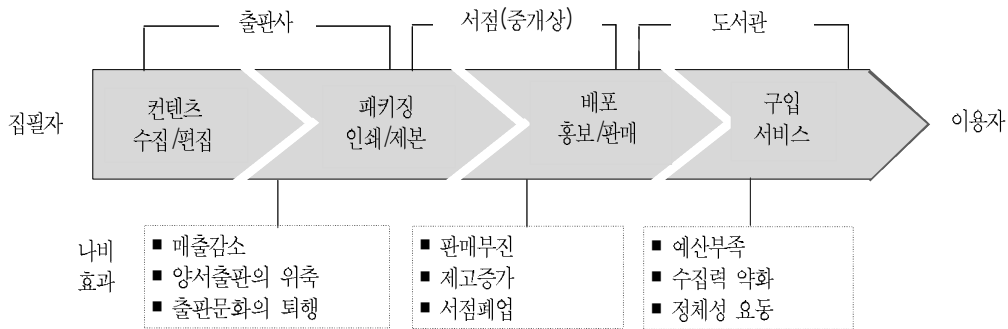 출판사
서점(중개상)
도서관
집필자
컨텐츠
수집/편집
패키징
인쇄/제본
배포
홍보/판매
구입
서비스
이용자
나비
효과
▪ 매출감소
▪ 양서출판의 위축
▪ 출판문화의 퇴행
▪ 판매부진
▪ 제고증가
▪ 서점폐업
▪ 예산부족
▪ 수집력 약화
▪ 정체성 요동